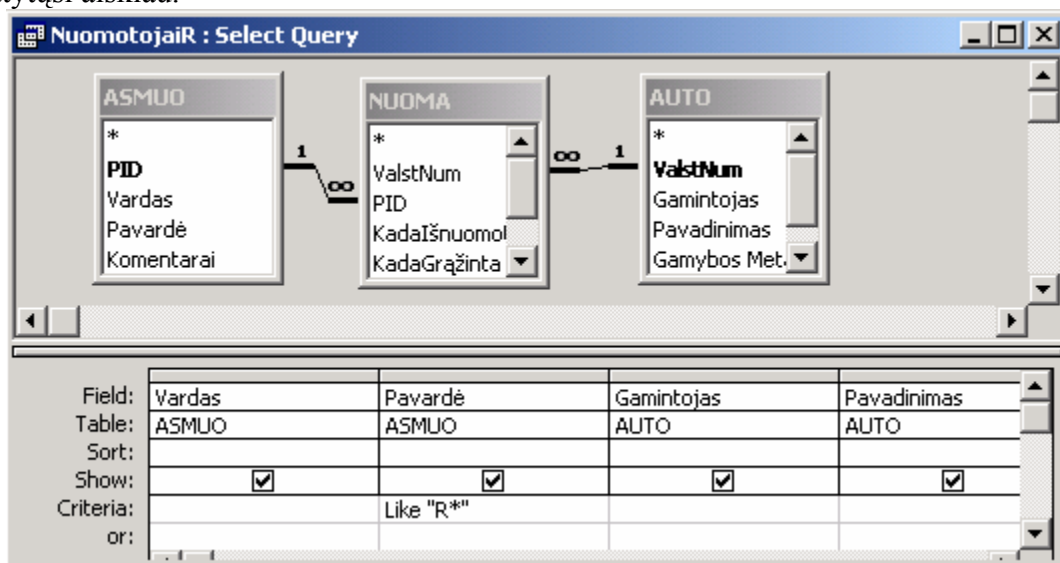 NuomotojaiR : Select Query
ASMUO
*
PID
Vardas
Pavardė
Komentarai
1
∞
NUOMA
*
ValstNum
PID
KadaIšnuomo
KadaGrąžinta
∞
1
AUTO
*
ValstNum
Gamintojas
Pavadinimas
Gamybos Met
Field: Vardas Pavardė Gamintojas Pavadinimas
Table: ASMUO ASMUO AUTO AUTO
Sort:
Show:
Criteria: Like "R*"
or: